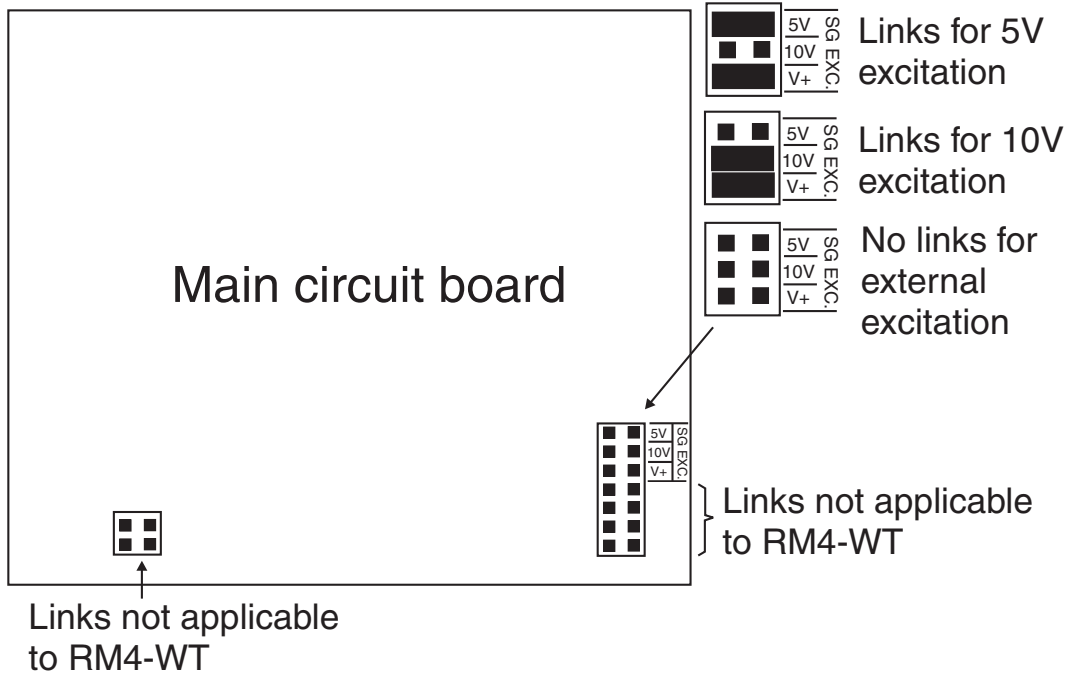 5V
10V
V+
SG EXC.
Links for 5V
excitation
5V
10V
V+
SG EXC.
Links for 10V
excitation
5V
10V
V+
SG EXC.
No links for
external
excitation
Main circuit board
5V
10V
V+
SG EXC.
Links not applicable
to RM4-WT
Links not applicable
to RM4-WT